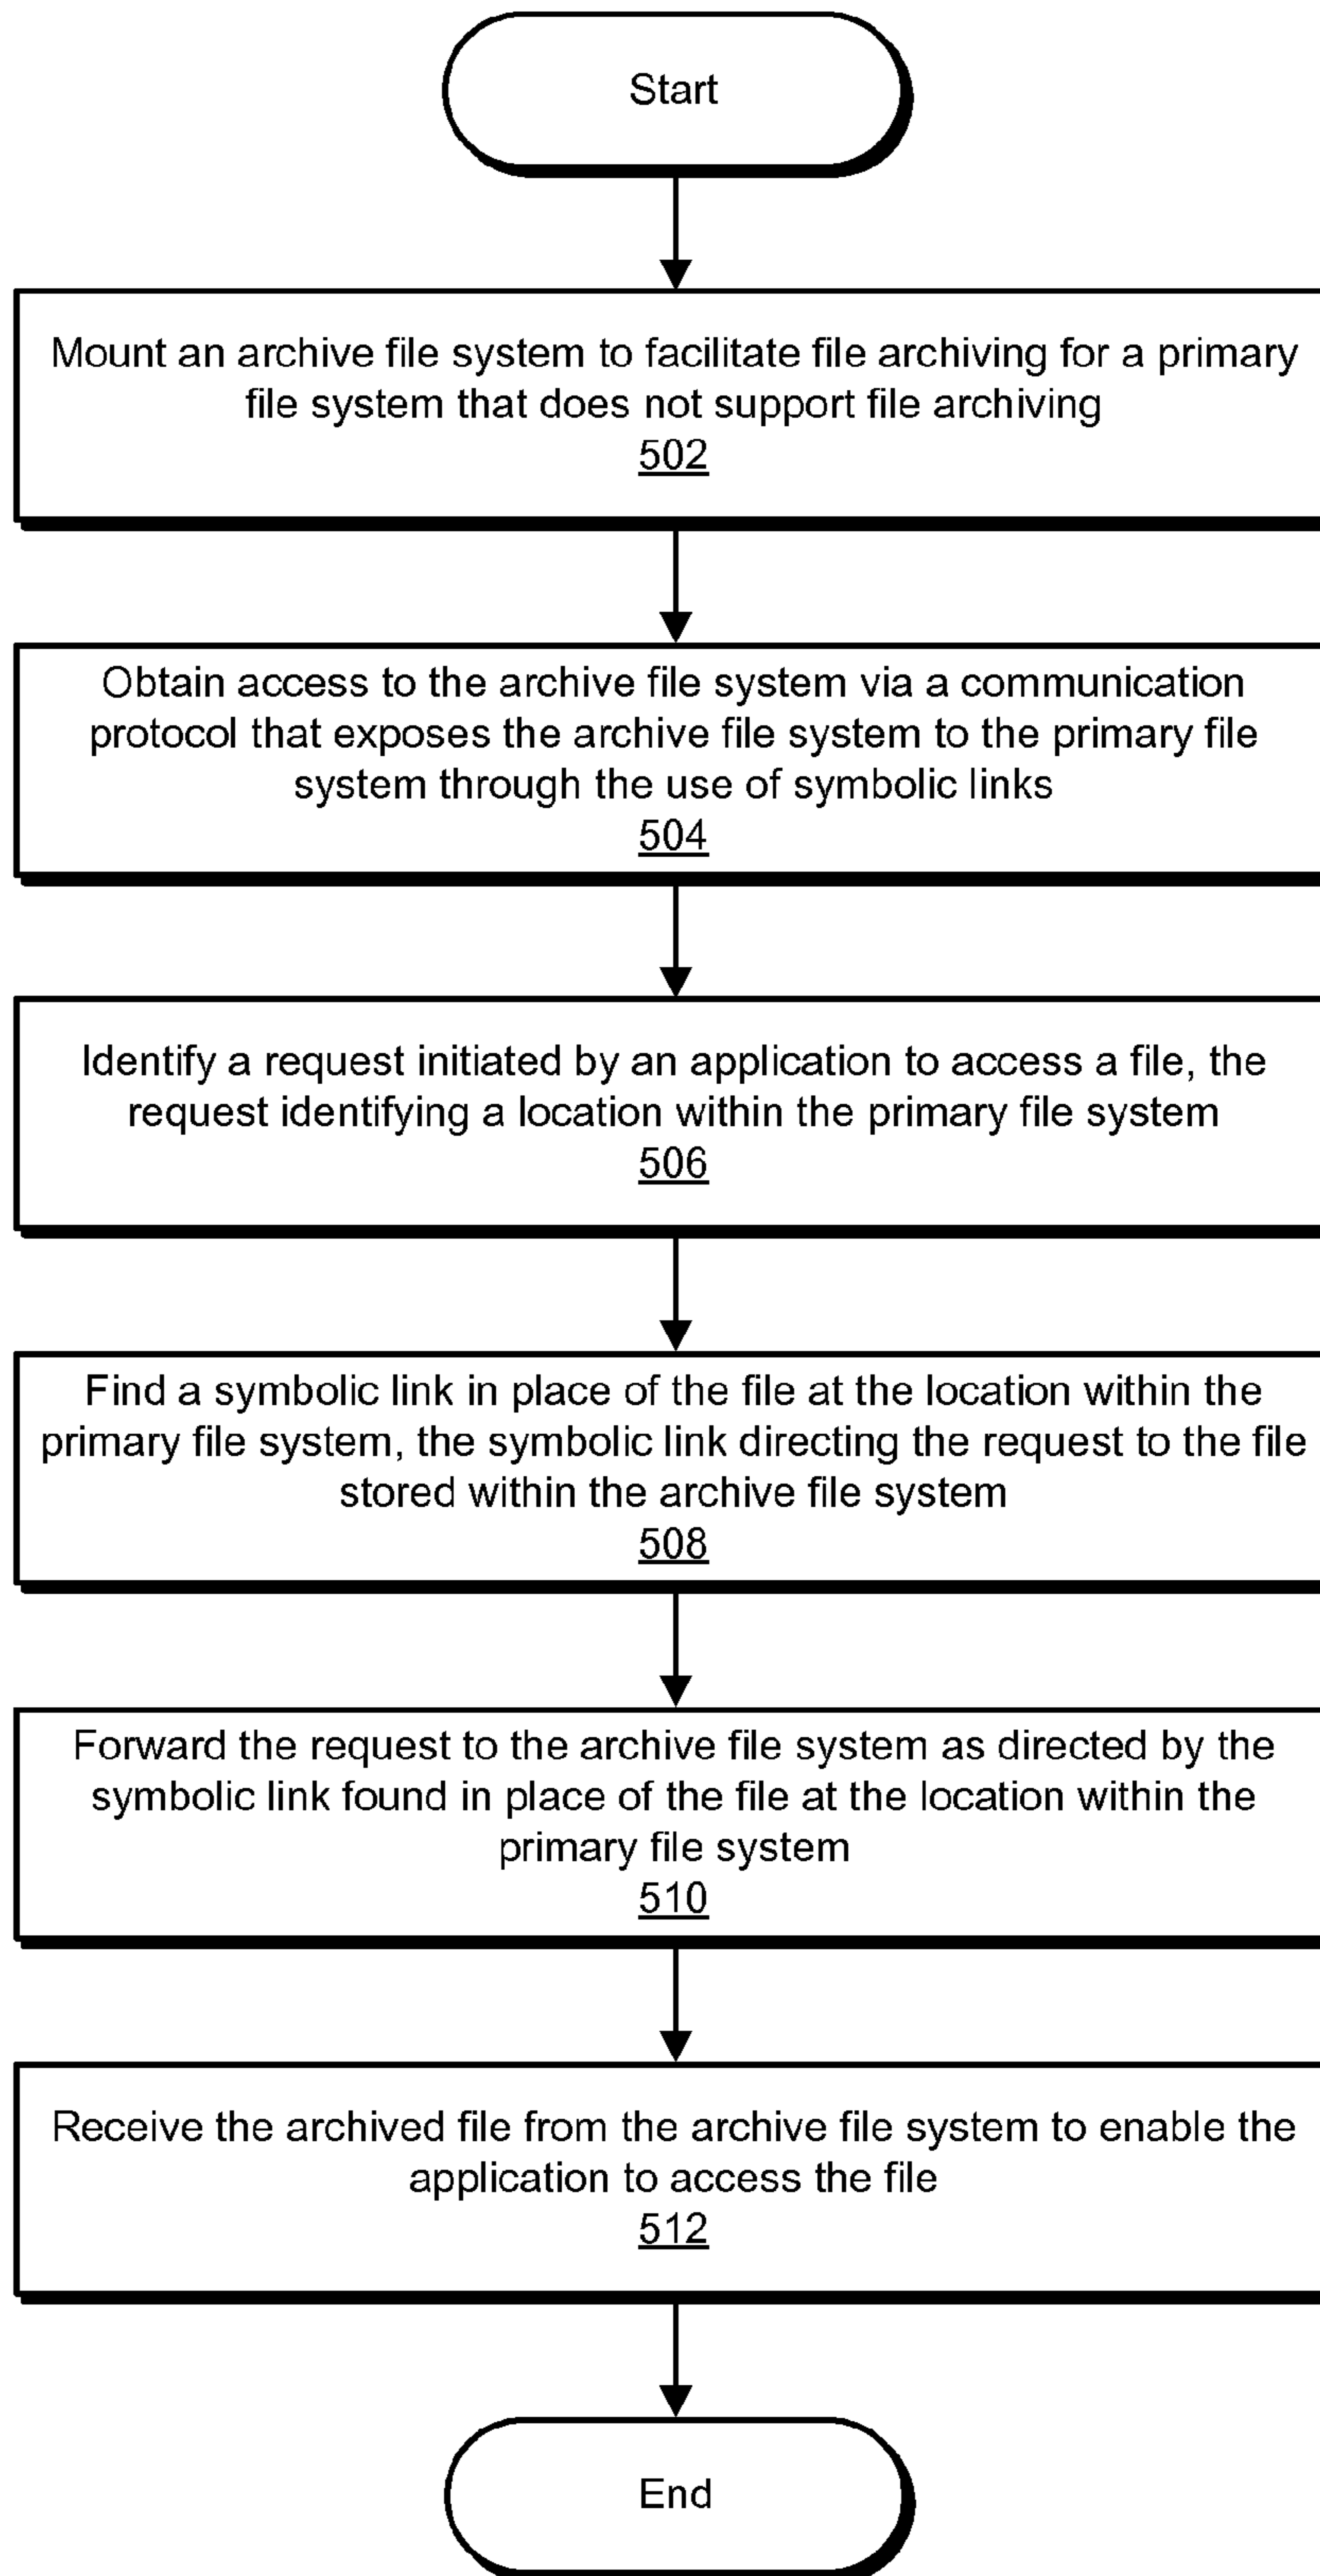 Start
Mount an archive file system to facilitate file archiving for a primary
file system that does not support file archiving
502
Obtain access to the archive file system via a communication
protocol that exposes the archive file system to the primary file
system through the use of symbolic links
504
Identify a request initiated by an application to access a file, the
request identifying a location within the primary file system
506
Find a symbolic link in place of the file at the location within the
primary file system, the symbolic link directing the request to the file
stored within the archive file system
508
Forward the request to the archive file system as directed by the
symbolic link found in place of the file at the location within the
primary file system
510
Receive the archived file from the archive file system to enable the
application to access the file
512
End